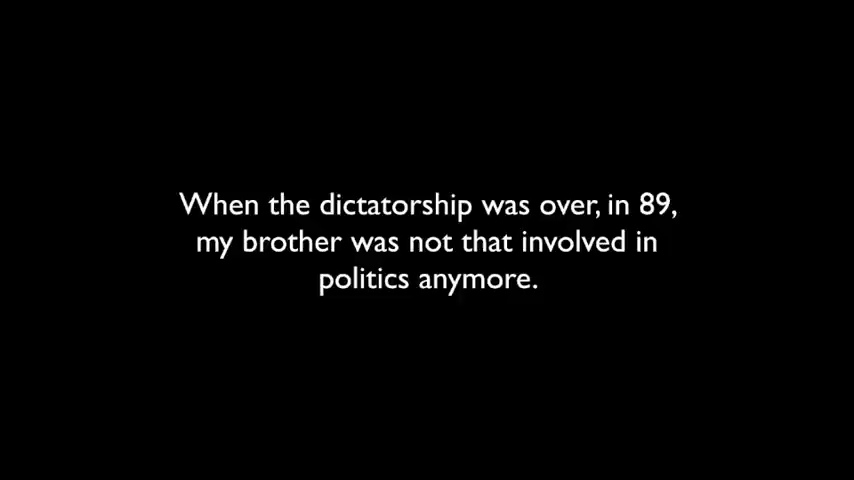 When the dictatorship was over, in 89,
my brother was not that involved in
politics anymore.